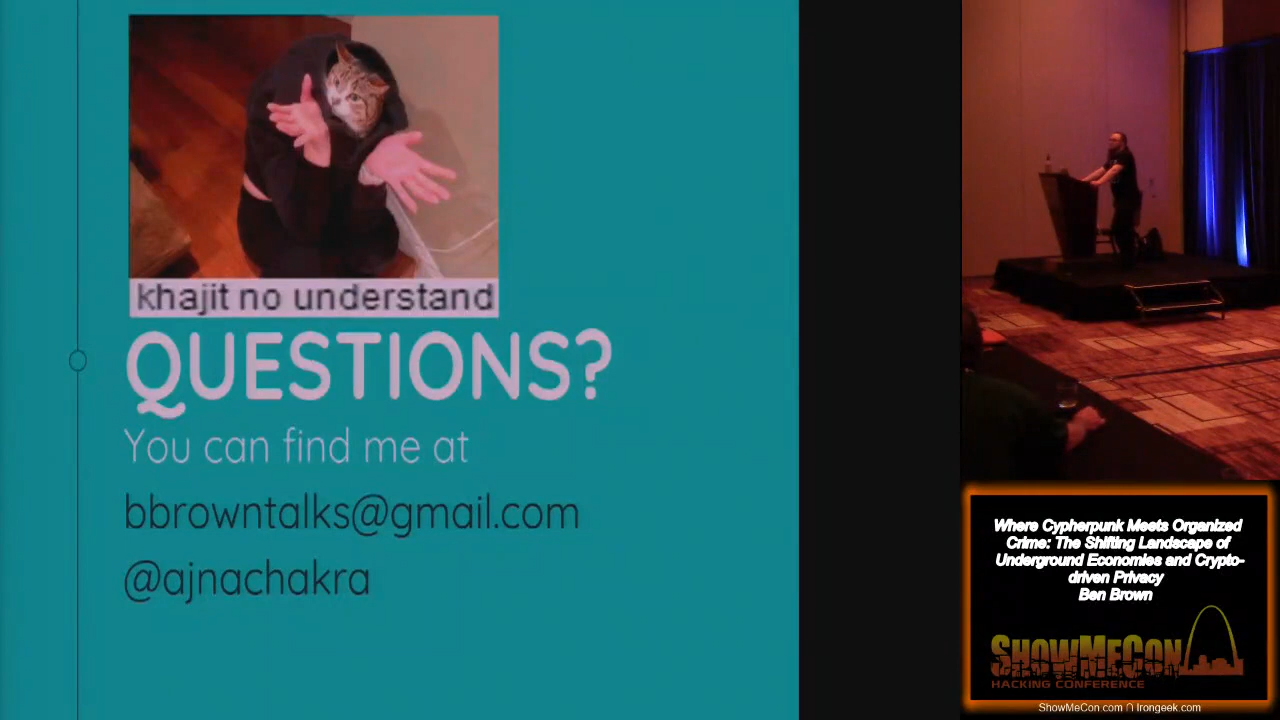 khajit no understand
QUESTIONS?
You can find me at
bbrowntalks@gmail.com
@ajnachakra
Where Cypherpunk Meets Organized
Crime: The Shifting Landscape of
Underground Economies and Crypto-
driven Privacy
Ben Brown
SHOWMECON
HACKING CONFERENCE
ShowMeCon.com ∩ Irongeek.com